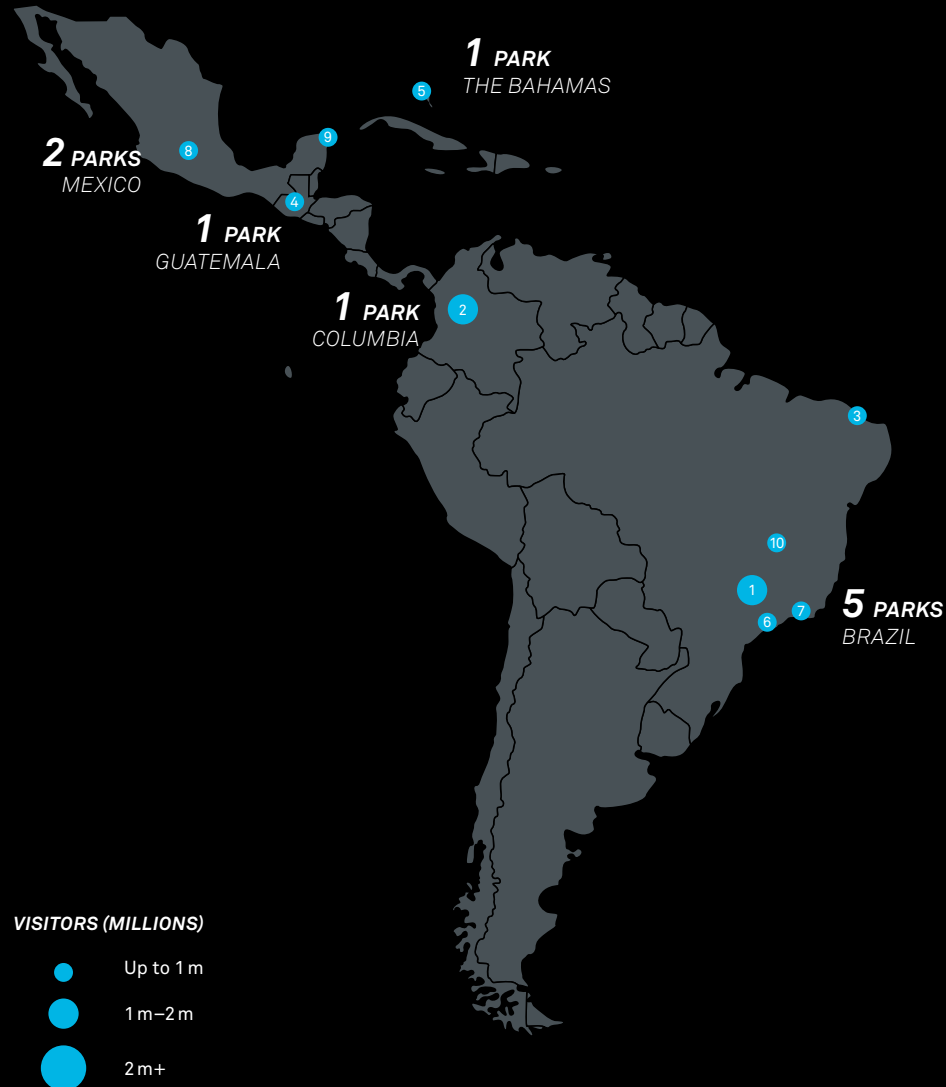 1 PARK
THE BAHAMAS
5
9
2 PARKS
MEXICO
8
4
1 PARK
GUATEMALA
1 PARK
COLUMBIA
2
3
10
1
7
6
5 PARKS
BRAZIL
VISITORS (MILLIONS)
Up to 1 m
1 m–2 m
2 m+